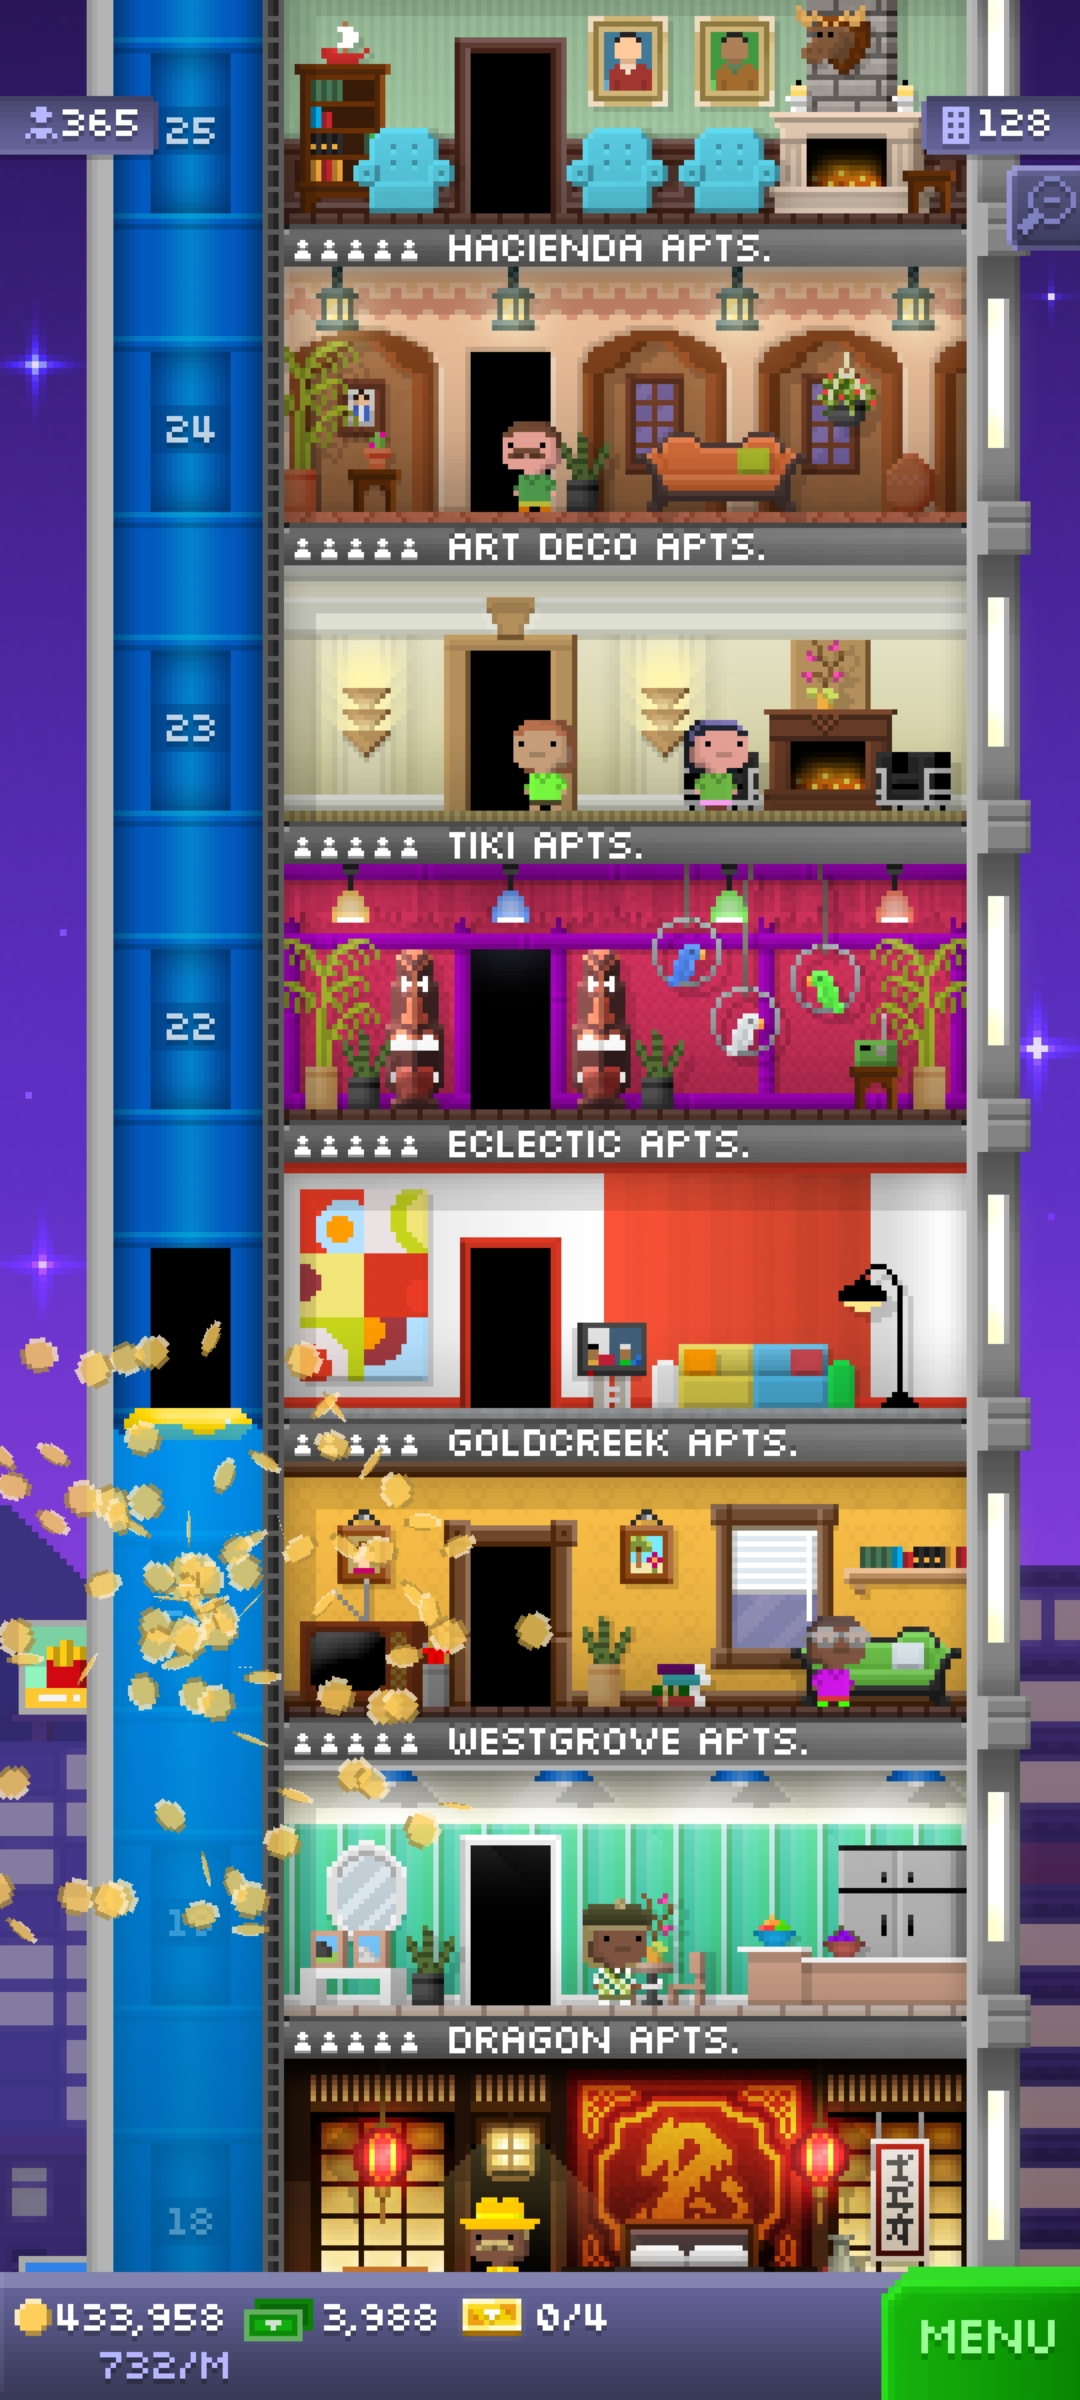 365
25
128
HACIENDA APTS.
24
ART DECO APTS.
23
TIKI APTS.
22
ECLECTIC APTS.
GOLDCREEK APTS.
WESTGROVE APTS.
DRAGON APTS.
18
433,958
3,988
0/4
732/M
MENU